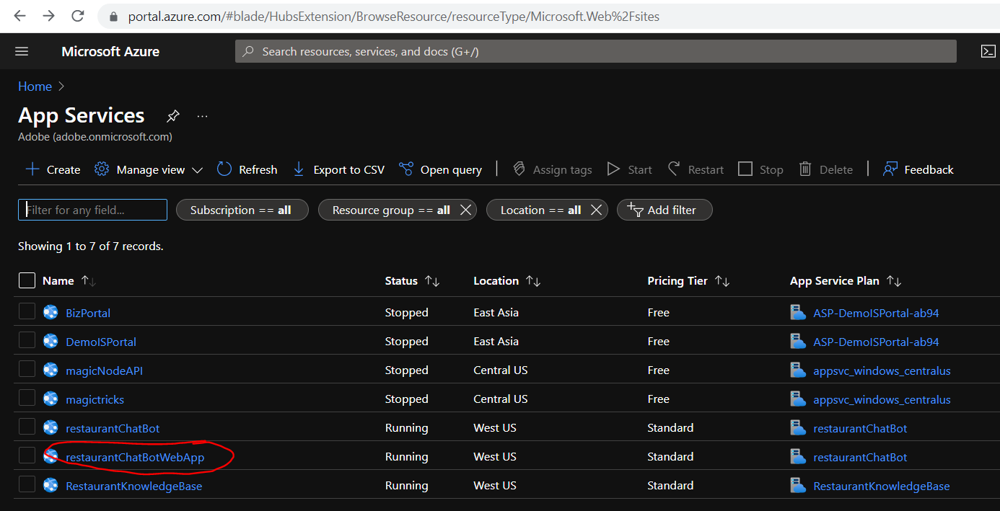 portal.azure.com/#blade/HubsExtension/BrowseResource/resourceType/Microsoft.Web%2Fsites
Microsoft Azure Search resources, services, and docs (G+/)
Home >
App Services ...
Adobe (adobe.onmicrosoft.com)
Create Manage view Refresh Export to CSV Open query Assign tags Start Restart Stop Delete Feedback
Filter for any field... Subscription == all Resource group == all Location == all Add filter
Showing 1 to 7 of 7 records.
Name Status Location Pricing Tier App Service Plan
BizPortal Stopped East Asia Free ASP-DemoISPortal-ab94
DemoISPortal Stopped East Asia Free ASP-DemoISPortal-ab94
magicNodeAPI Stopped Central US Free appsvc_windows_centralus
magictricks Stopped Central US Free appsvc_windows_centralus
restaurantChatBot Running West US Standard restaurantChatBot
restaurantChatBotWebApp Running West US Standard restaurantChatBot
RestaurantKnowledgeBase Running West US Standard RestaurantKnowledgeBase